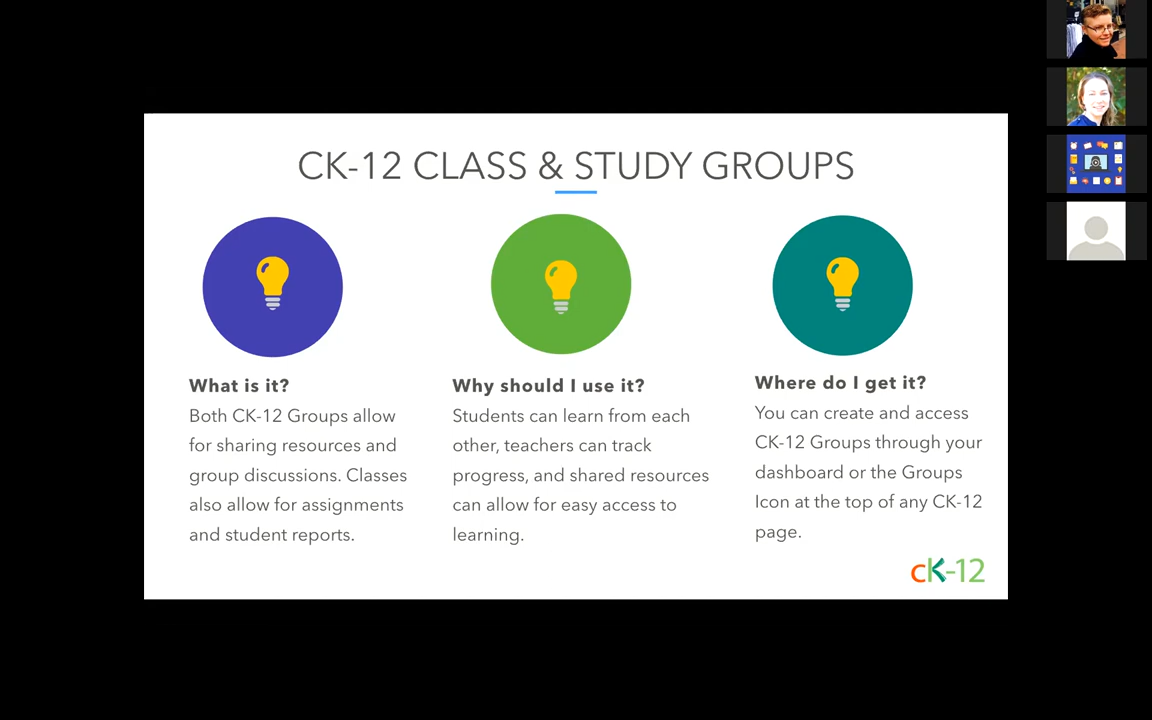 CK-12 CLASS & STUDY GROUPS
What is it?
Both CK-12 Groups allow
for sharing resources and
group discussions. Classes
also allow for assignments
and student reports.
Why should I use it?
Students can learn from each
other, teachers can track
progress, and shared resources
can allow for easy access to
learning.
Where do I get it?
You can create and access
CK-12 Groups through your
dashboard or the Groups
Icon at the top of any CK-12
page.
cK-12